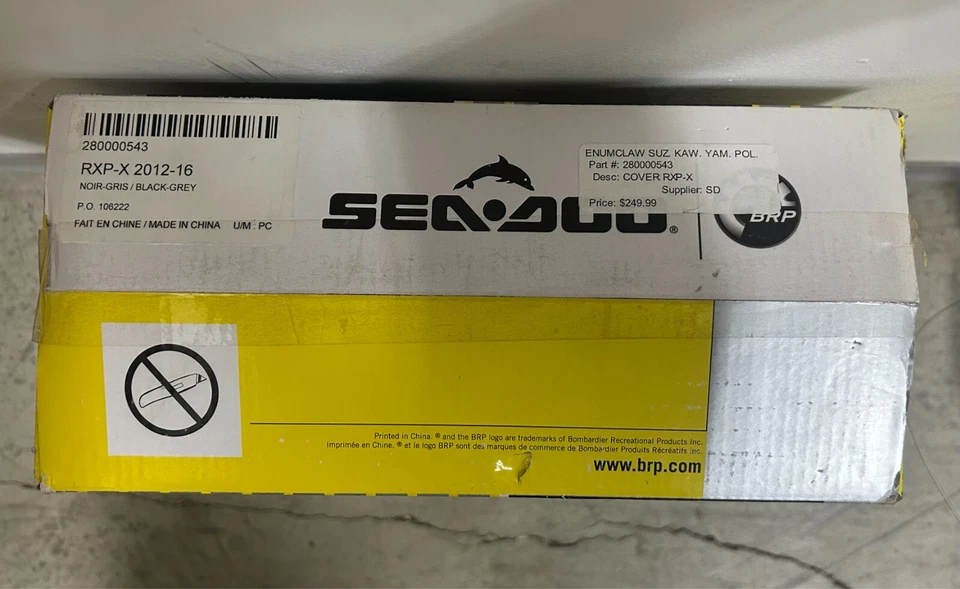 280000543
RXP-X 2012-16
NOIR-GRIS / BLACK-GREY
P.O. 106222
FAIT EN CHINE / MADE IN CHINA U/M : PC
SEA•DOO®
ENUMCLAW SUZ. KAW. YAM. POL.
Part #: 280000543
Desc: COVER RXP-X
Supplier: SD
Price: $249.99
BRP
Printed in China. ® and the BRP logo are trademarks of Bombardier Recreational Products Inc.
Imprimée en Chine. ® et le logo BRP sont des marques de commerce de Bombardier Produits Récréatifs Inc.
www.brp.com